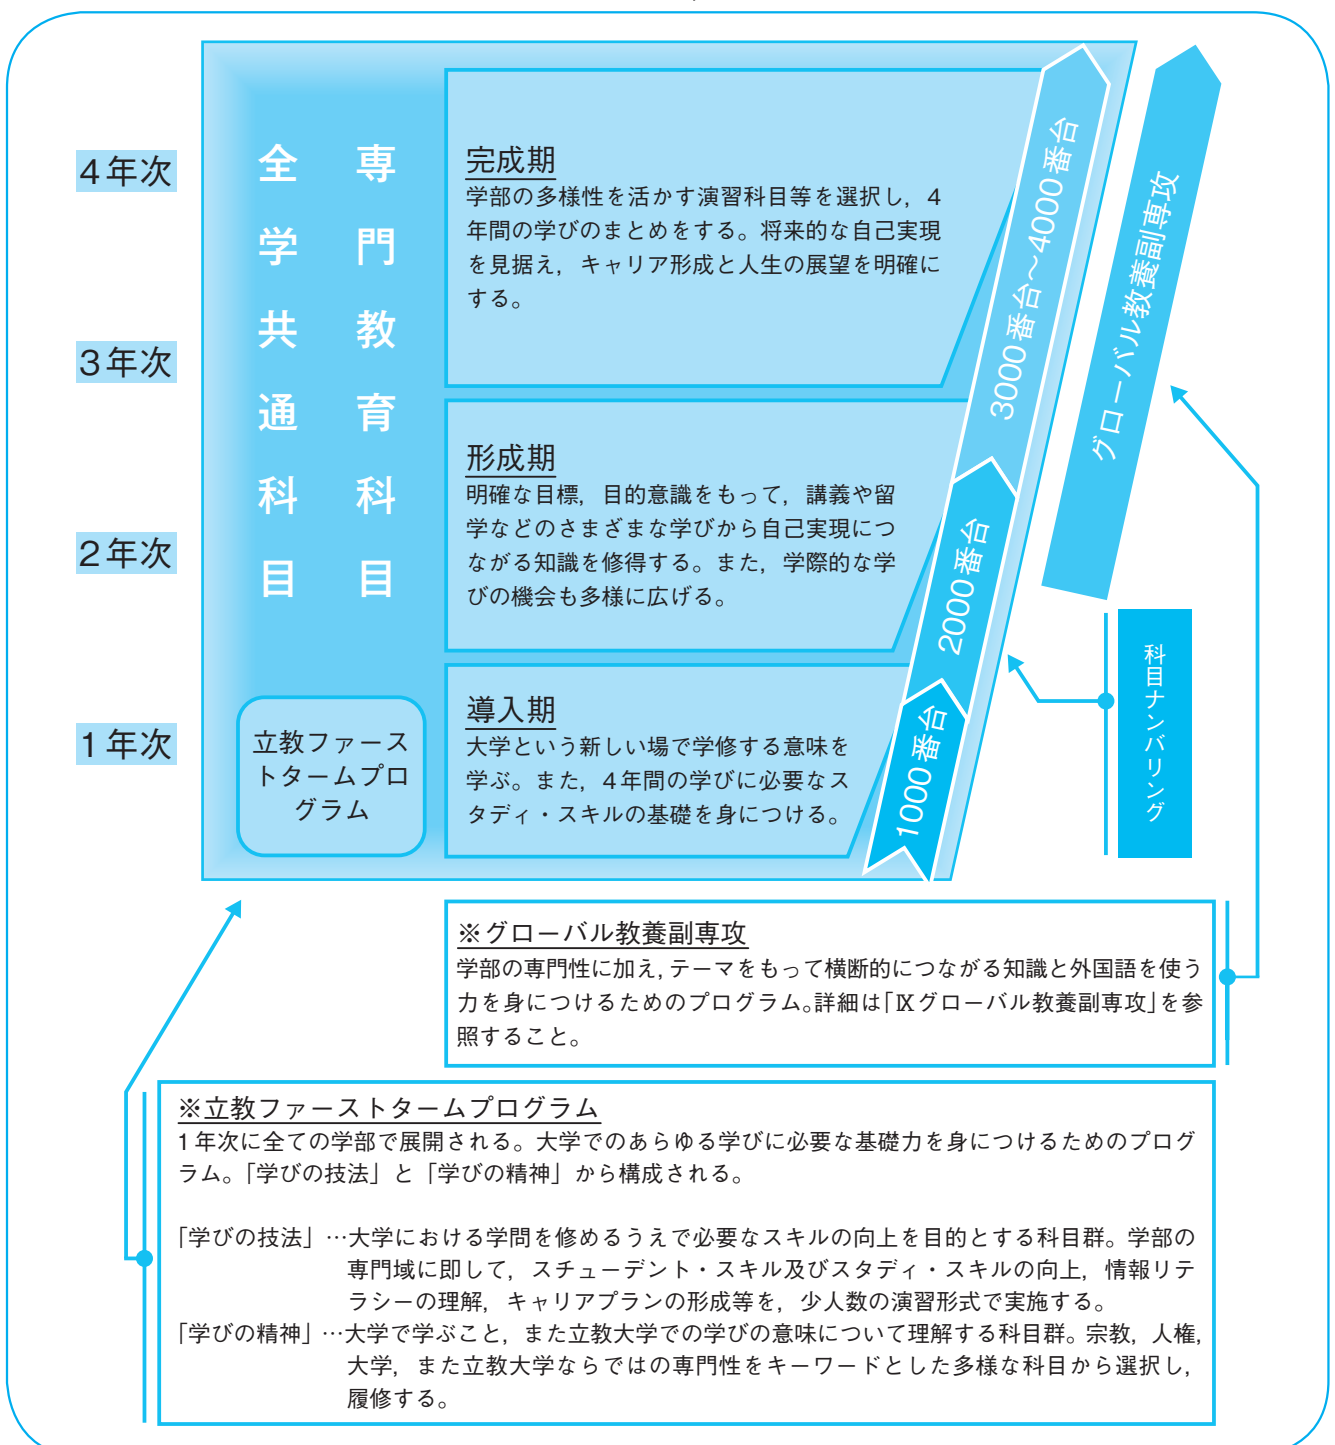 4年次
3年次
2年次
1年次
全学共通科目
専門教育科目
立教ファース
トタームプロ
グラム
完成期
学部の多様性を活かす演習科目等を選択し，4
年間の学びのまとめをする。将来的な自己実現
を見据え，キャリア形成と人生の展望を明確に
する。
形成期
明確な目標，目的意識をもって，講義や留
学などのさまざまな学びから自己実現につ
ながる知識を修得する。また，学際的な学
びの機会も多様に広げる。
導入期
大学という新しい場で学修する意味を
学ぶ。また，4年間の学びに必要なス
タディ・スキルの基礎を身につける。
3000番台～4000番台
2000番台
1000番台
グローバル教養副専攻
科目ナンバリング
※グローバル教養副専攻
学部の専門性に加え，テーマをもって横断的につながる知識と外国語を使う
力を身につけるためのプログラム。詳細は「Ⅸグローバル教養副専攻」を参
照すること。
※立教ファーストタームプログラム
1年次に全ての学部で展開される。大学でのあらゆる学びに必要な基礎力を身につけるためのプログ
ラム。「学びの技法」と「学びの精神」から構成される。
「学びの技法」…大学における学問を修めるうえで必要なスキルの向上を目的とする科目群。学部の
専門域に即して，スチューデント・スキル及びスタディ・スキルの向上，情報リテ
ラシーの理解，キャリアプランの形成等を，少人数の演習形式で実施する。
「学びの精神」…大学で学ぶこと，また立教大学での学びの意味について理解する科目群。宗教，人権，
大学，また立教大学ならではの専門性をキーワードとした多様な科目から選択し，
履修する。